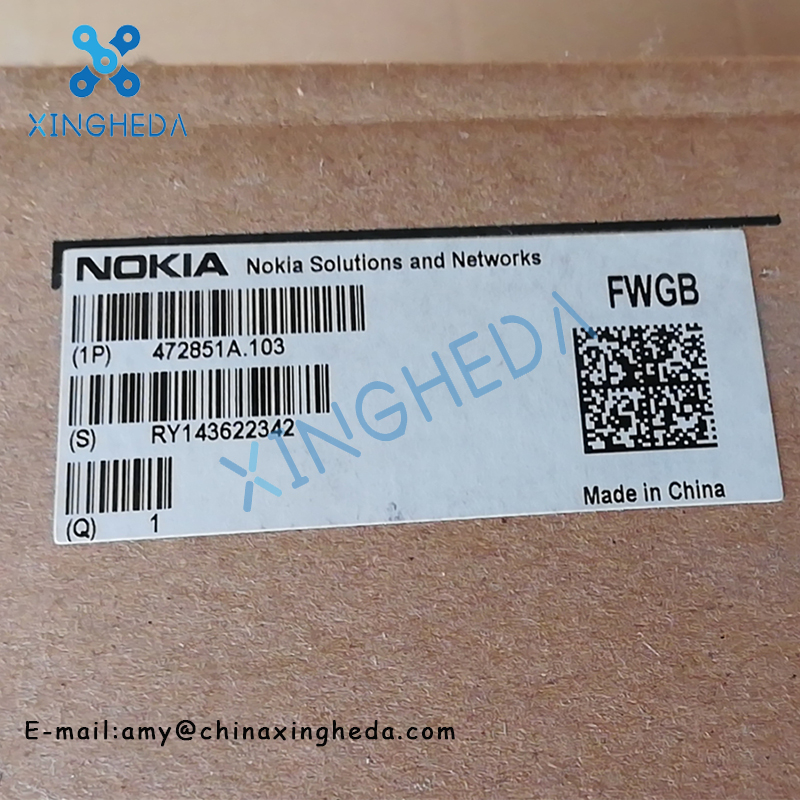 XINGHEDA
NOKIA Nokia Solutions and Networks
FWGB
(1P) 472851A.103
(S) RY143622342
(Q) 1
Made in China
XINGHEDA
E-mail:amy@chinaxingheda.com